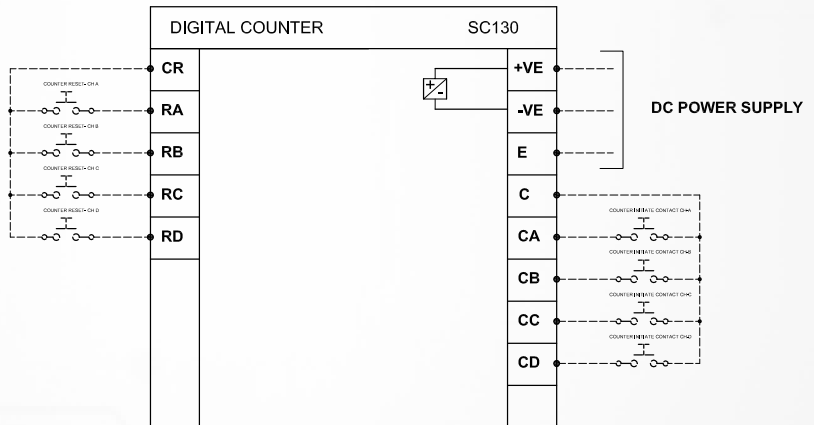 DIGITAL COUNTER SC130
CR
COUNTER RESET- CH A
RA
COUNTER RESET- CH B
RB
COUNTER RESET- CH C
RC
COUNTER RESET- CH D
RD
+VE
-VE
E
DC POWER SUPPLY
C
COUNTER INITIATE CONTACT CH-A
CA
COUNTER INITIATE CONTACT CH-B
CB
COUNTER INITIATE CONTACT CH-C
CC
COUNTER INITIATE CONTACT CH-D
CD